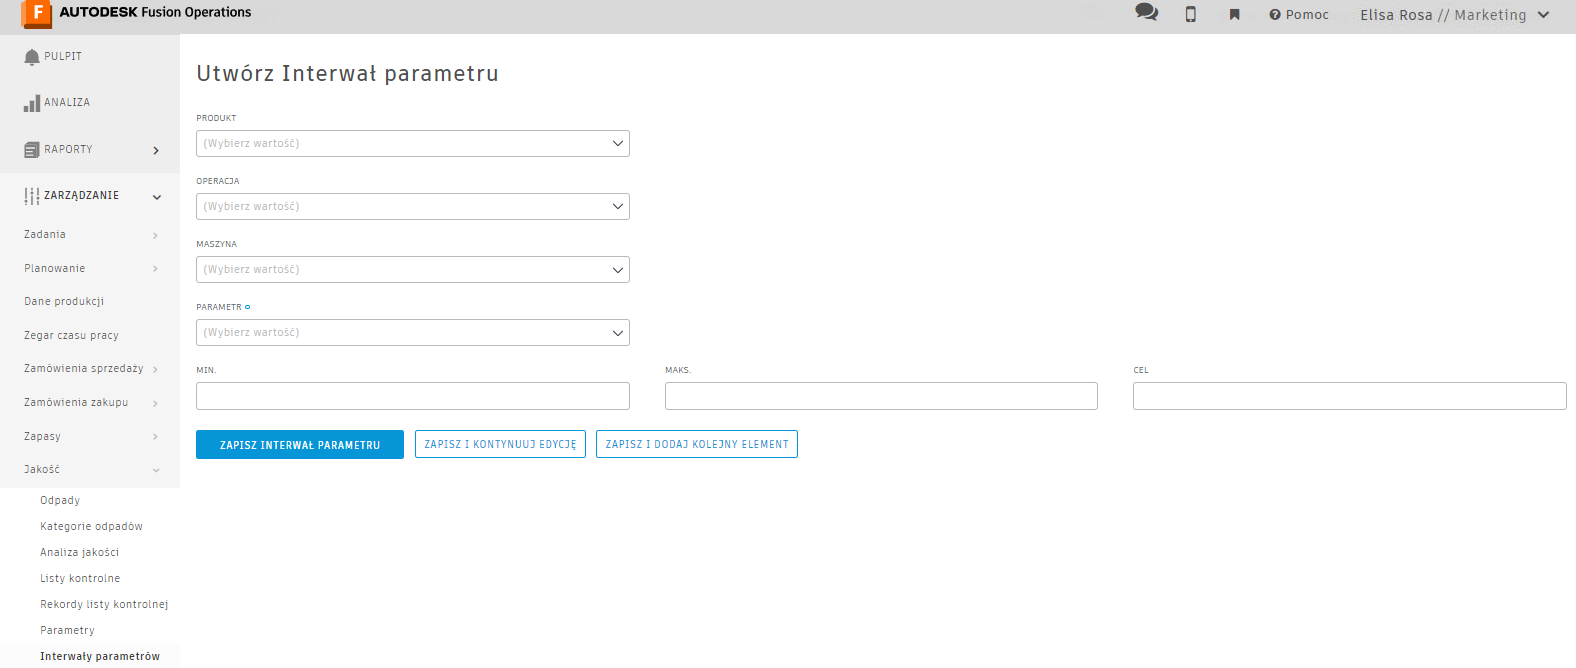 F AUTODESK Fusion Operations
Pomoc
Elisa Rosa // Marketing
PULPIT
ANALIZA
RAPORTY
ZARZĄDZANIE
Zadania
Planowanie
Dane produkcji
Zegar czasu pracy
Zamówienia sprzedaży
Zamówienia zakupu
Zapasy
Jakość
Odpady
Kategorie odpadów
Analiza jakości
Listy kontrolne
Rekordy listy kontrolnej
Parametry
Interwały parametrów
Utwórz Interwał parametru
PRODUKT
(Wybierz wartość)
OPERACJA
(Wybierz wartość)
MASZYNA
(Wybierz wartość)
PARAMETR
(Wybierz wartość)
MIN.
MAKS.
CEL
ZAPISZ INTERWAŁ PARAMETRU
ZAPISZ I KONTYNUUJ EDYCJĘ
ZAPISZ I DODAJ KOLEJNY ELEMENT